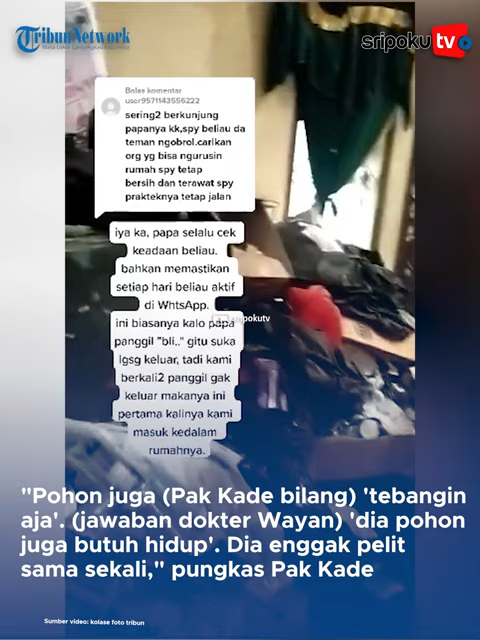 TribunNetwork
sripoku tv
Balas komentar
user9571143556222
sering2 berkunjung
papanya kk,spy beliau da
teman ngobrol.carikan
org yg bisa ngurusin
rumah spy tetap
bersih dan terawat spy
prakteknya tetap jalan
iya ka, papa selalu cek
keadaan beliau.
bahkan memastikan
setiap hari beliau aktif
di WhtsApp.
sripokutv
ini biasanya kalo papa
panggil "bli.." gitu suka
lgsg keluar, tadi kami
berkali2 panggil gak
keluar makanya ini
pertama kalinya kami
masuk kedalam
rumahnya.
"Pohon juga (Pak Kade bilang) 'tebangin
aja'. (jawaban dokter Wayan) 'dia pohon
juga butuh hidup'. Dia enggak pelit
sama sekali," pungkas Pak Kade
Sumber video: kolase foto tribun